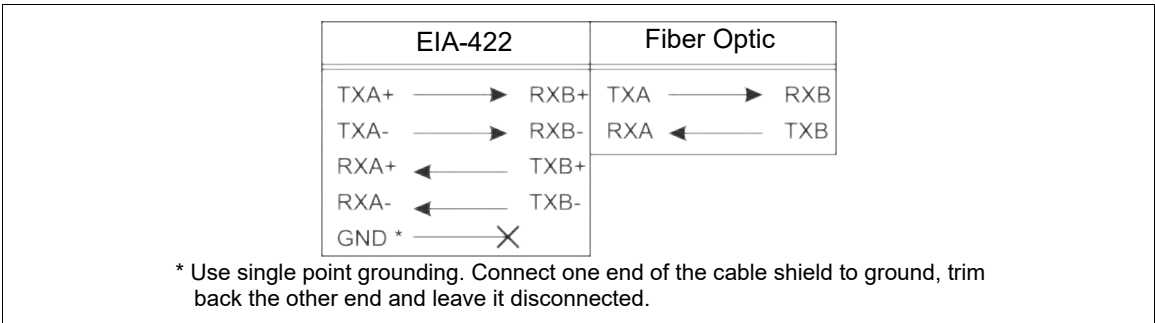 EIA-422 Fiber Optic
TXA+ RXB+ TXA RXB
TXA- RXB- RXA TXB
RXA+ TXB+
RXA- TXB-
GND *
* Use single point grounding. Connect one end of the cable shield to ground, trim
back the other end and leave it disconnected.